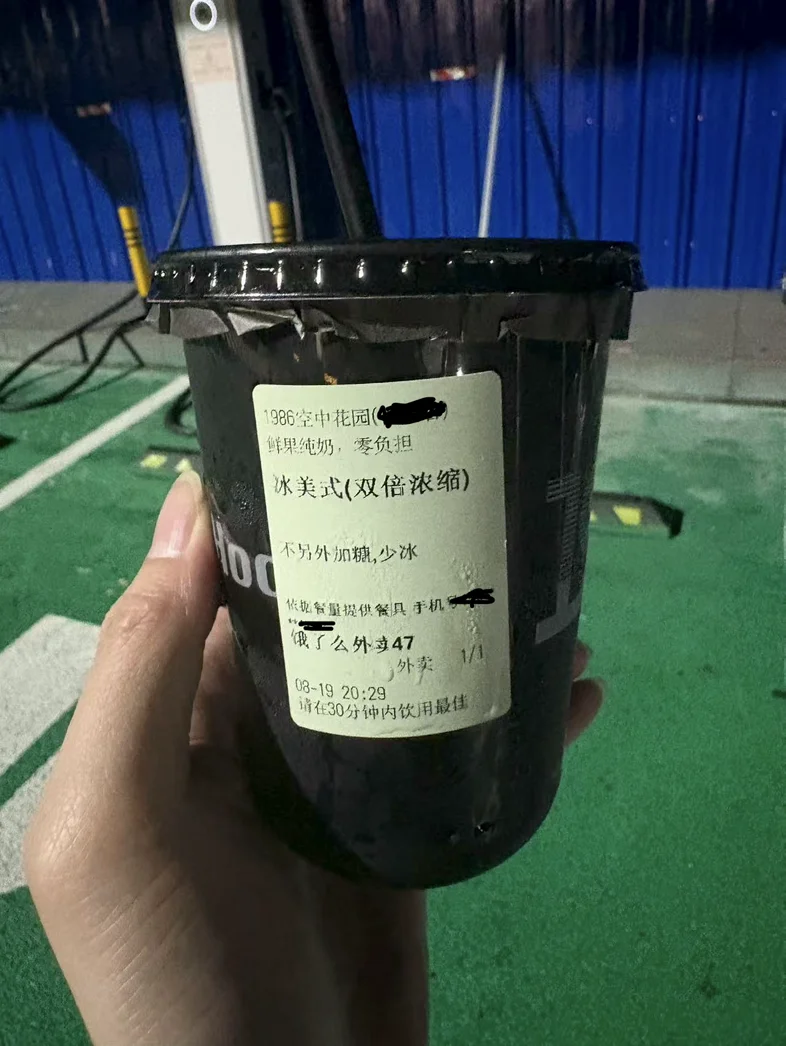 1986空中花园(
鲜果纯奶，零负担
冰美式(双倍浓缩)
不另外加糖,少冰
依据餐量提供餐具 手机号
饿了么外卖47
外卖 1/1
08-19 20:29
请在30分钟内饮用最佳